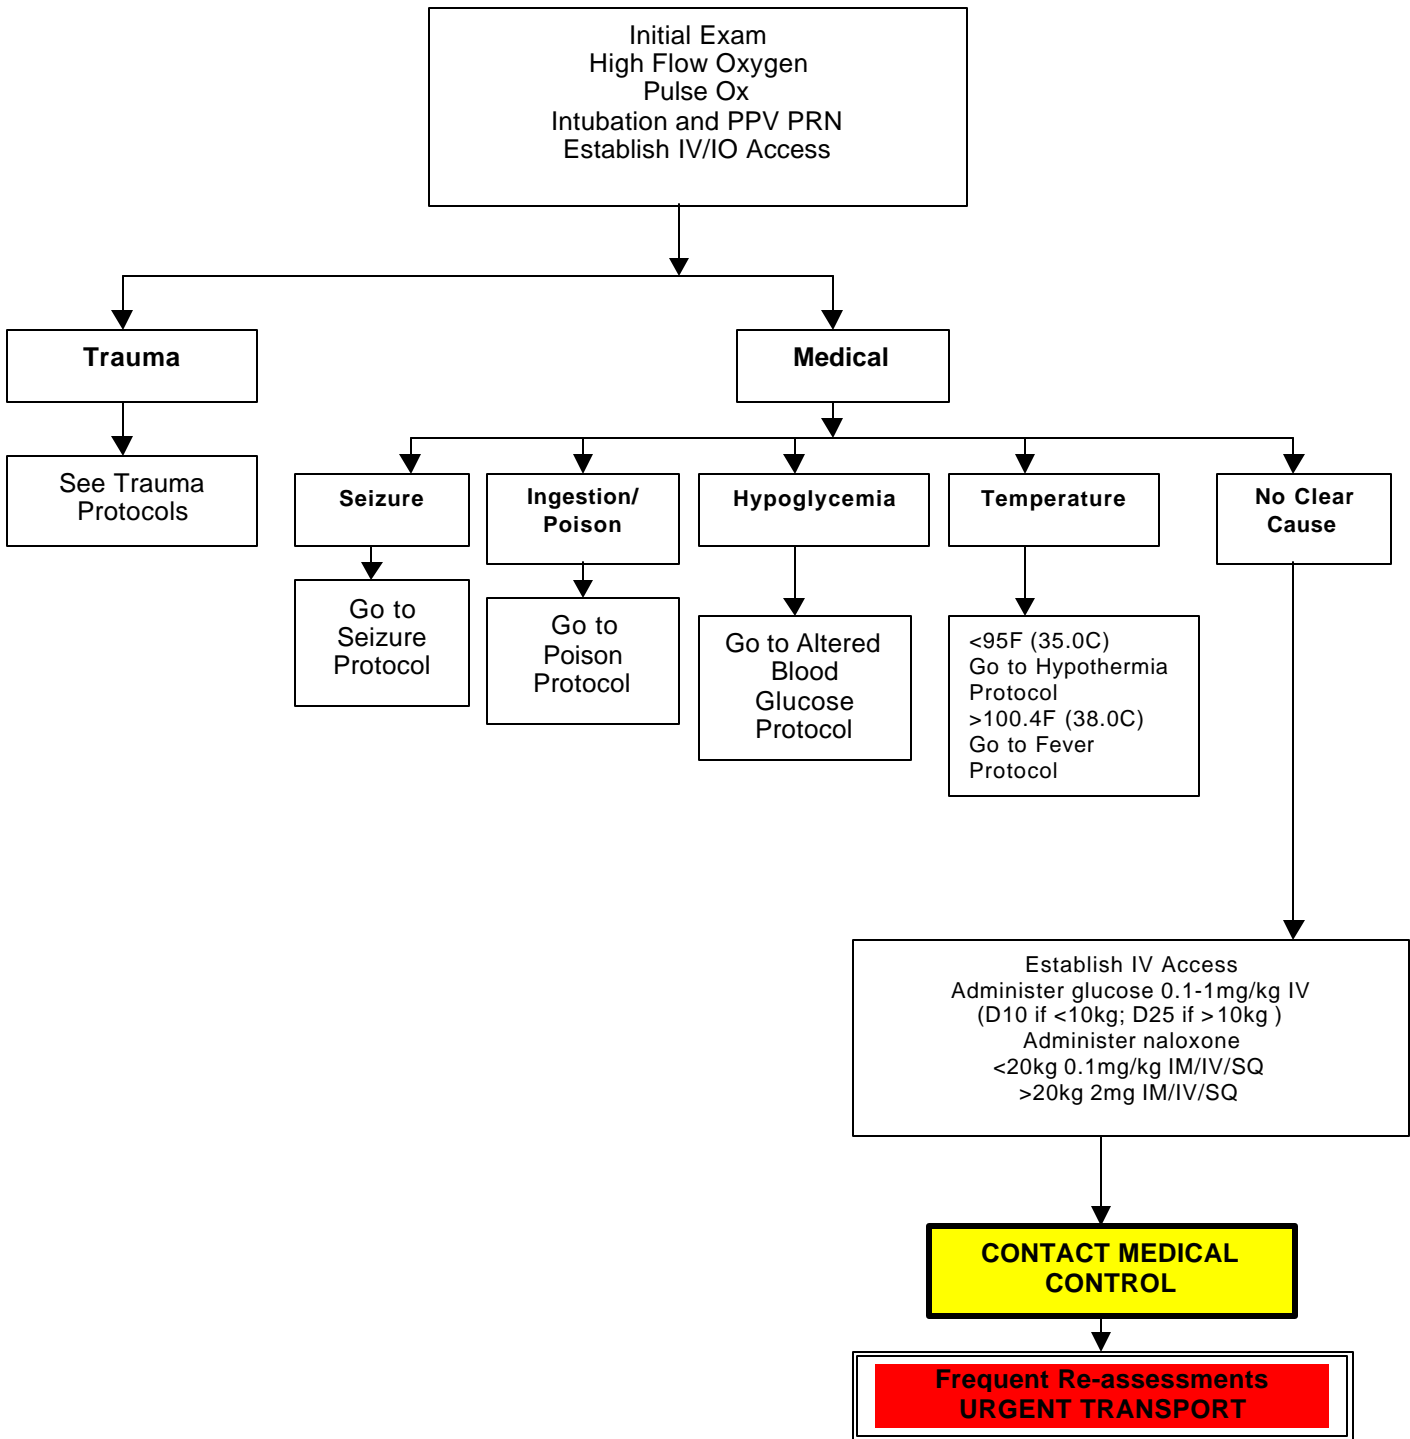 Initial Exam
High Flow Oxygen
Pulse Ox
Intubation and PPV PRN
Establish IV/IO Access
Trauma
Medical
See Trauma
Protocols
Seizure
Ingestion/
Poison
Hypoglycemia
Temperature
No Clear
Cause
Go to
Seizure
Protocol
Go to
Poison
Protocol
Go to Altered
Blood
Glucose
Protocol
<95F (35.0C)
Go to Hypothermia
Protocol
>100.4F (38.0C)
Go to Fever
Protocol
Establish IV Access
Administer glucose 0.1-1mg/kg IV
(D10 if <10kg; D25 if >10kg )
Administer naloxone
<20kg 0.1mg/kg IM/IV/SQ
>20kg 2mg IM/IV/SQ
CONTACT MEDICAL
CONTROL
Frequent Re-assessments
URGENT TRANSPORT